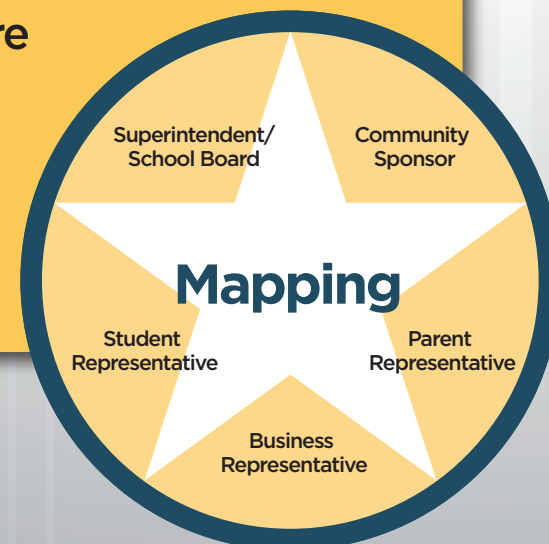 re
Superintendent/
School Board
Community
Sponsor
Mapping
Student
Representative
Parent
Representative
Business
Representative